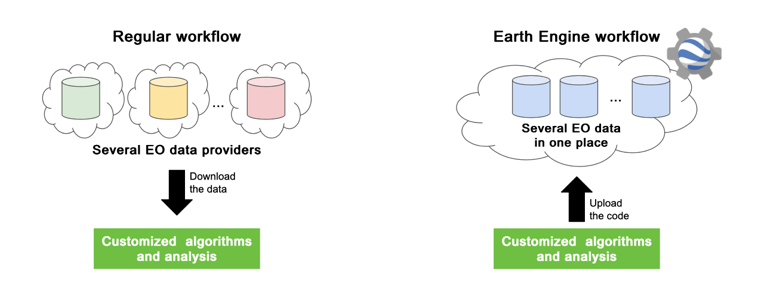 Regular workflow
...
Several EO data providers
Download
the data
Customized algorithms
and analysis
Earth Engine workflow
...
Several EO data
in one place
Upload
the code
Customized algorithms
and analysis